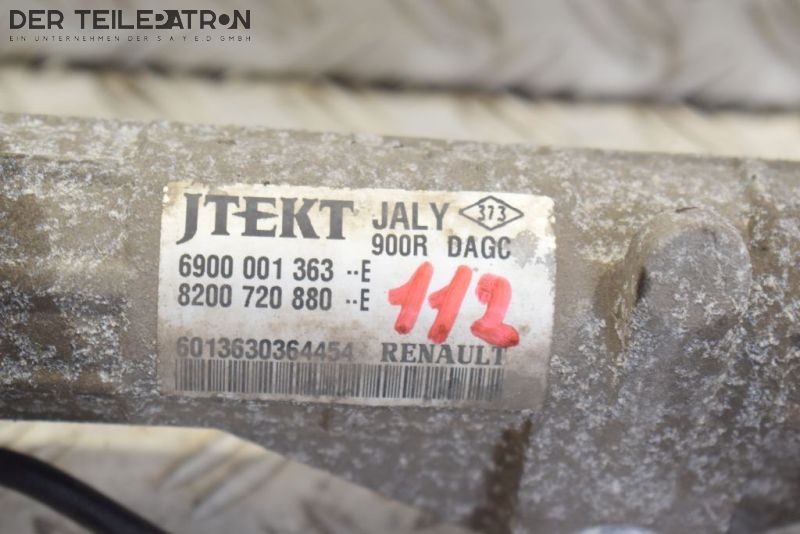 DER TEILEPATRON
EIN UNTERNEHMEN DER S A Y E D GMBH
JTEKT JALY 373
900R DAGC
6900 001 363 --E
8200 720 880 --E
112
6013630364454 RENAULT